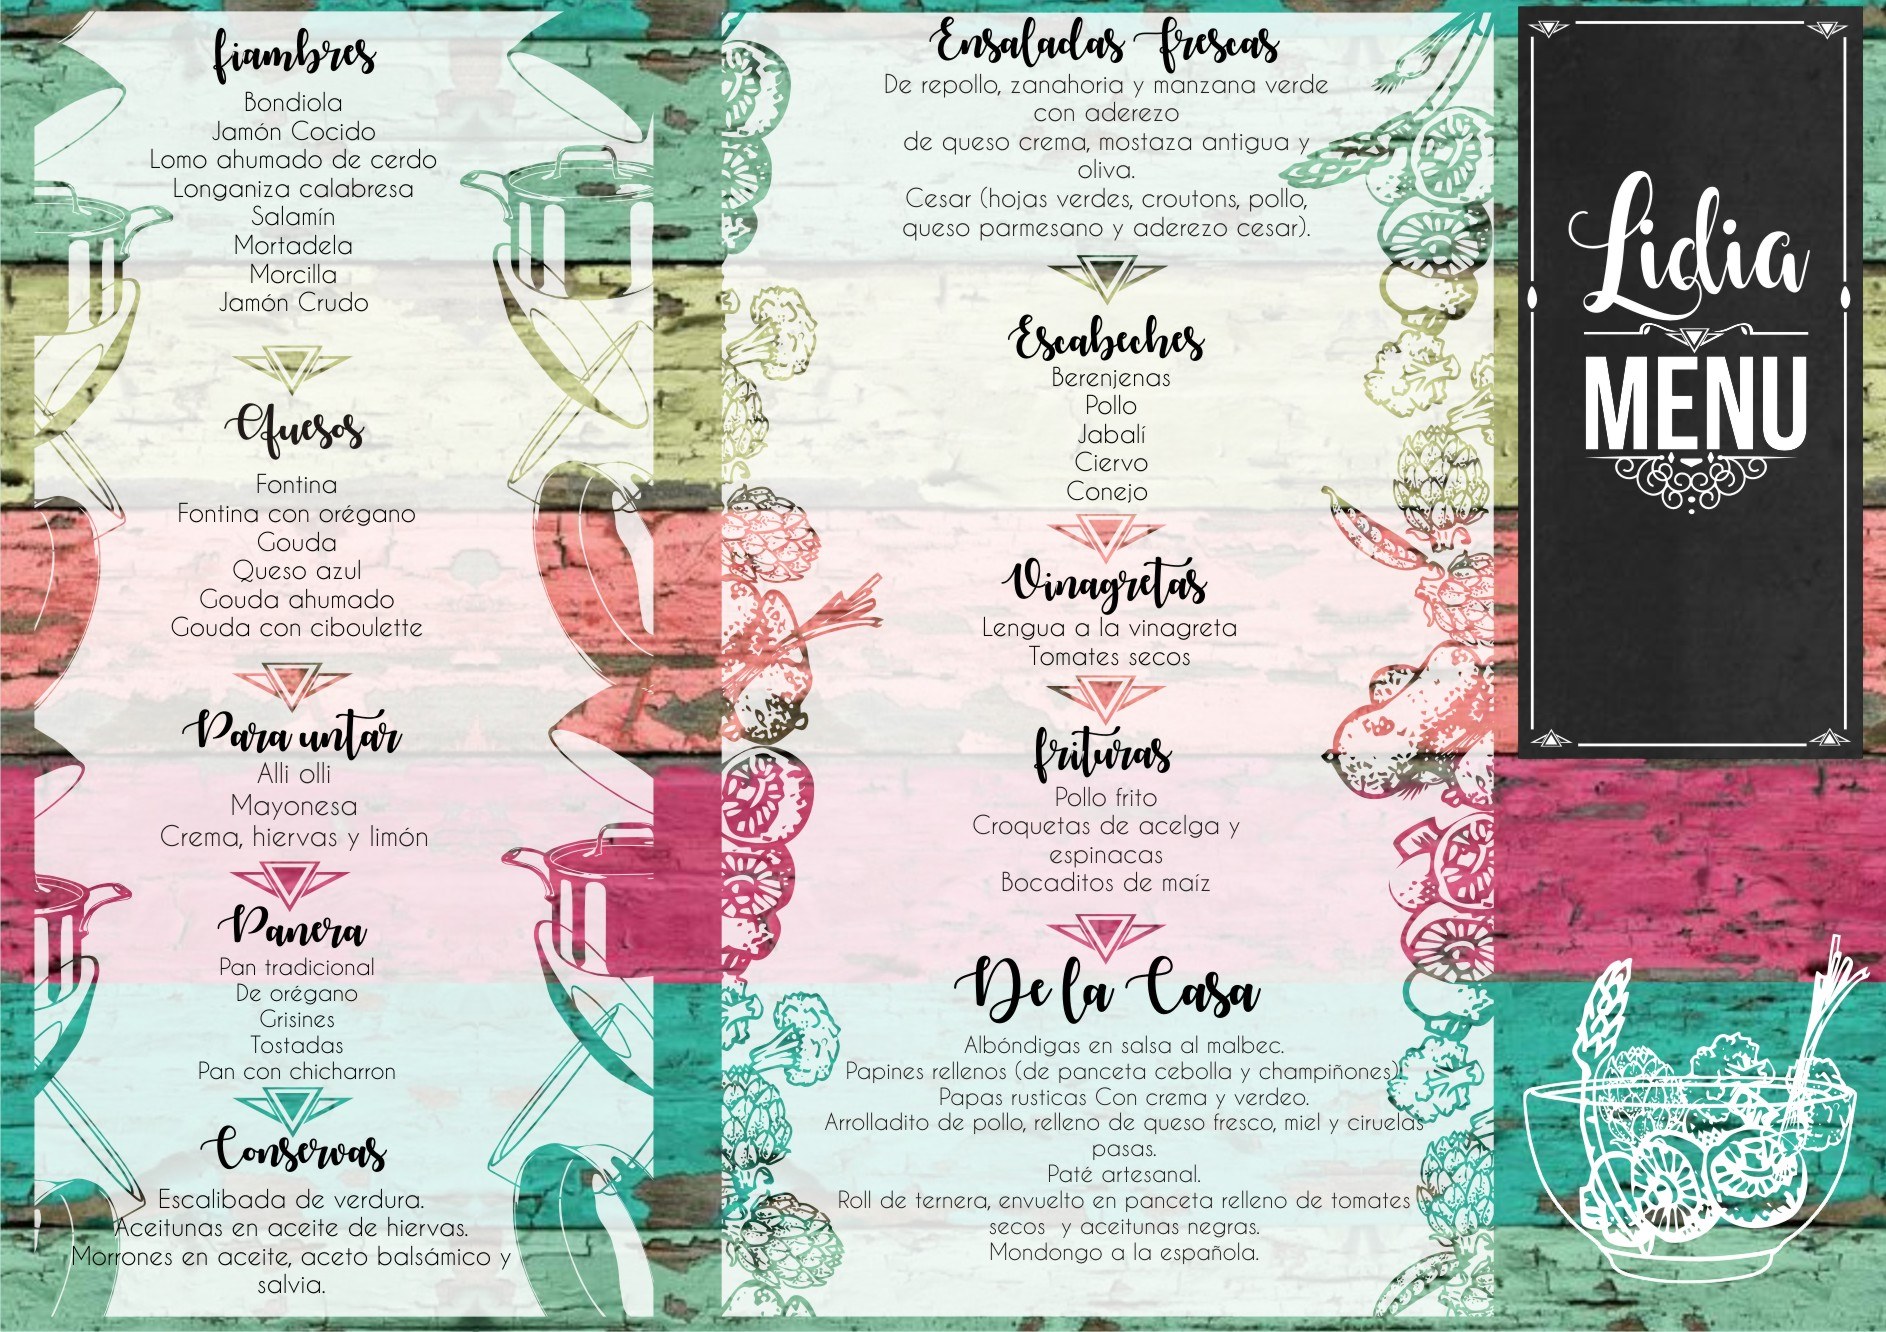 fiambres
Bondiola
Jamón Cocido
Lomo ahumado de cerdo
Longaniza calabresa
Salamín
Mortadela
Morcilla
Jamón Crudo
Quesos
Fontina
Fontina con orégano
Gouda
Queso azul
Gouda ahumado
Gouda con ciboulette
Para untar
Alli olli
Mayonesa
Crema, hiervas y limón
Panera
Pan tradicional
De orégano
Grisines
Tostadas
Pan con chicharron
Conservas
Escalibada de verdura.
Aceitunas en aceite de hiervas.
Morrones en aceite, aceto balsámico y
salvia.
Ensaladas frescas
De repollo, zanahoria y manzana verde
con aderezo
de queso crema, mostaza antigua y
oliva.
Cesar (hojas verdes, croutons, pollo,
queso parmesano y aderezo cesar).
Escabeches
Berenjenas
Pollo
Jabalí
Ciervo
Conejo
Vinagretas
Lengua a la vinagreta
Tomates secos
frituras
Pollo frito
Croquetas de acelga y
espinacas
Bocaditos de maíz
De la Casa
Albóndigas en salsa al malbec.
Papines rellenos (de panceta cebolla y champiñones).
Papas rusticas Con crema y verdeo.
Arrolladito de pollo, relleno de queso fresco, miel y ciruelas
pasas.
Paté artesanal.
Roll de ternera, envuelto en panceta relleno de tomates
secos y aceitunas negras.
Mondongo a la española.
Lidia
MENU